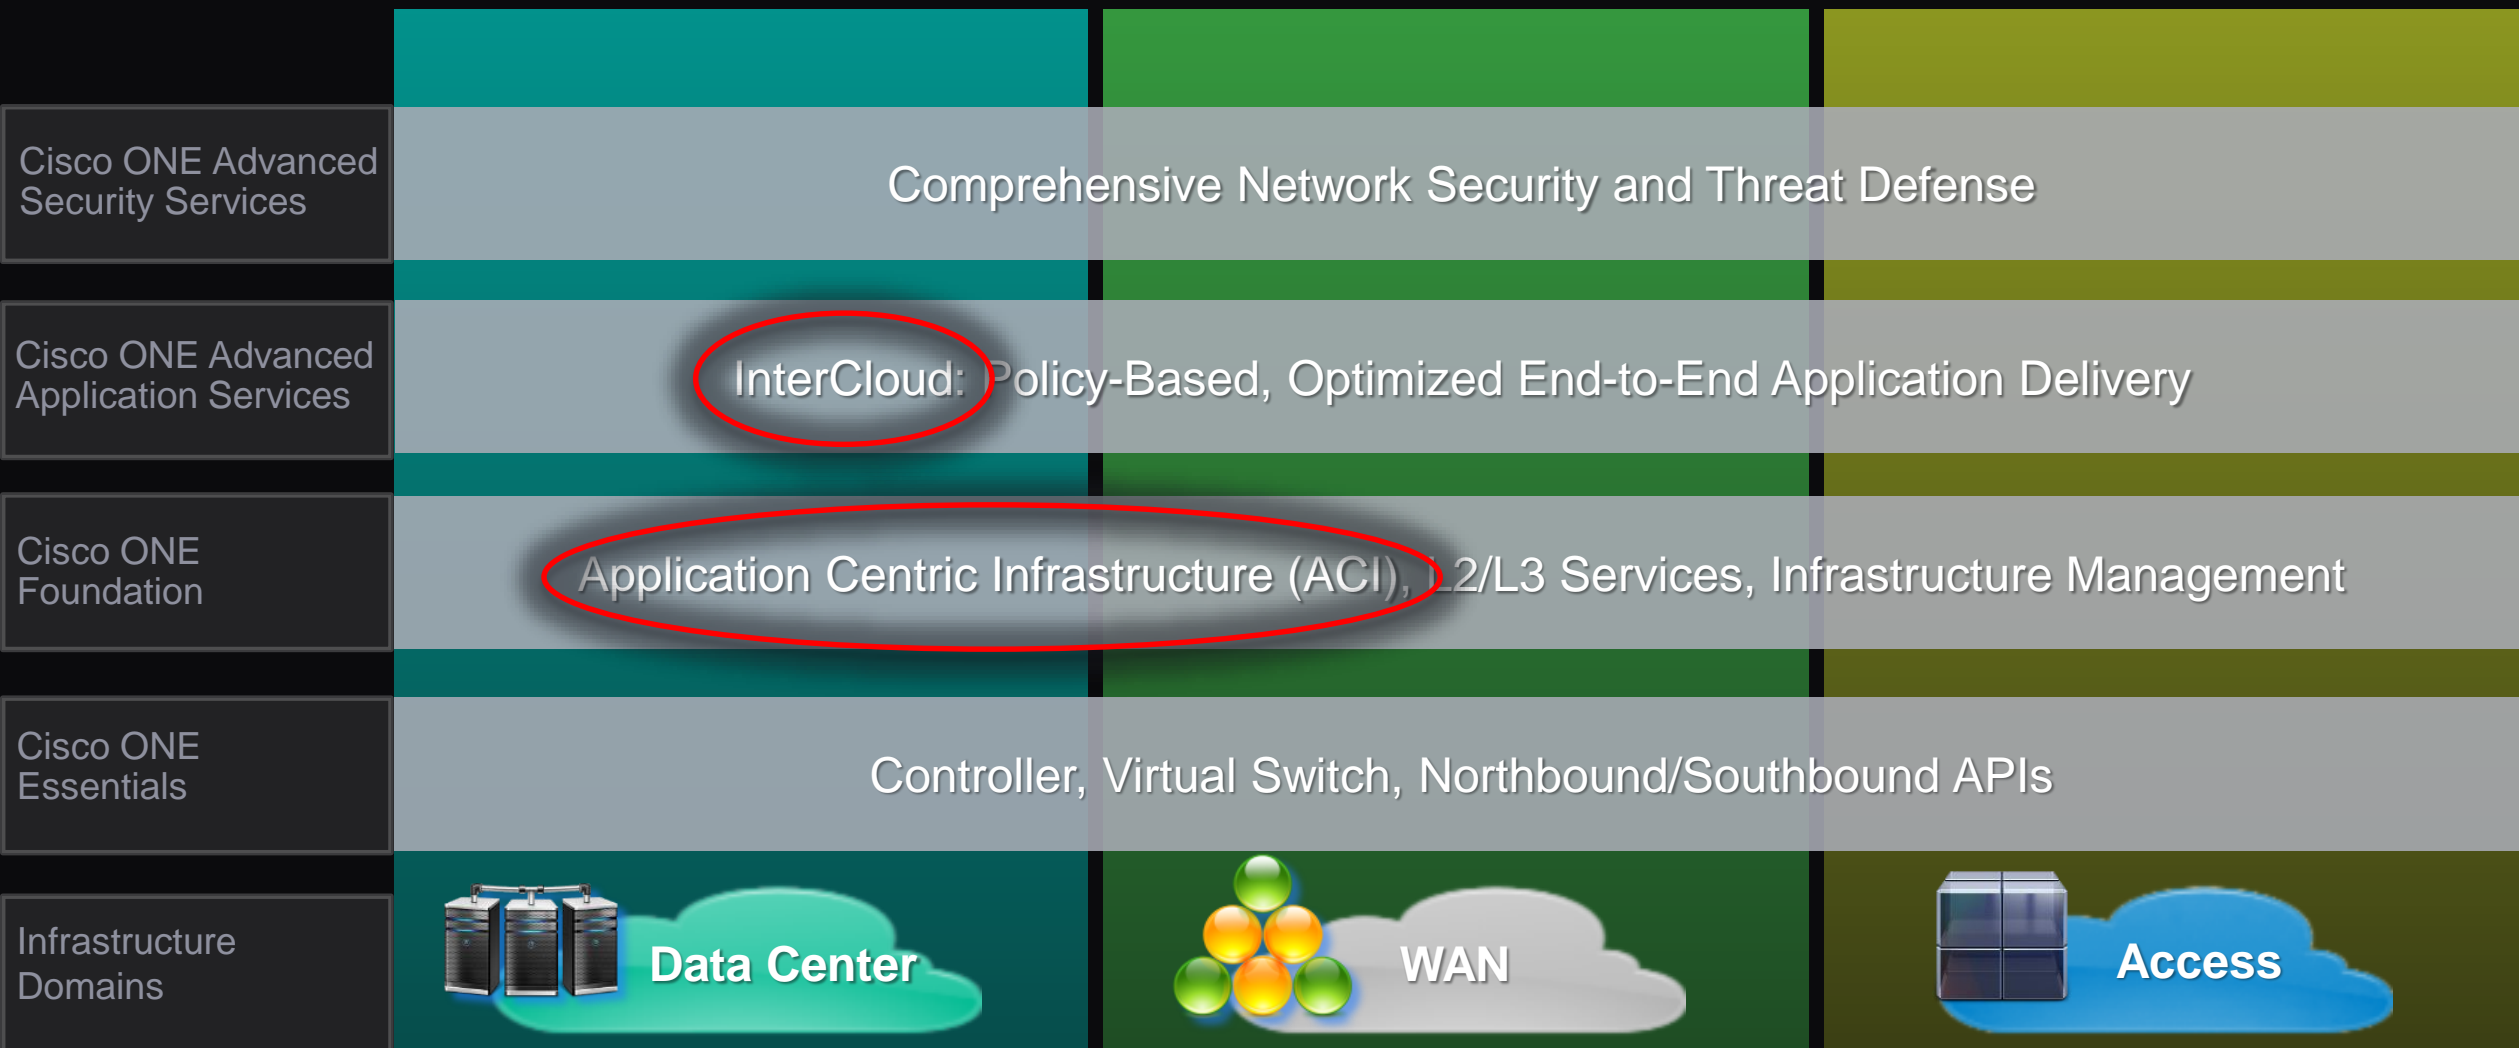 Cisco ONE Advanced
Security Services
Comprehensive Network Security and Threat Defense
Cisco ONE Advanced
Application Services
InterCloud: Policy-Based, Optimized End-to-End Application Delivery
Cisco ONE
Foundation
Application Centric Infrastructure (ACI), L2/L3 Services, Infrastructure Management
Cisco ONE
Essentials
Controller, Virtual Switch, Northbound/Southbound APIs
Infrastructure
Domains
Data Center
WAN
Access